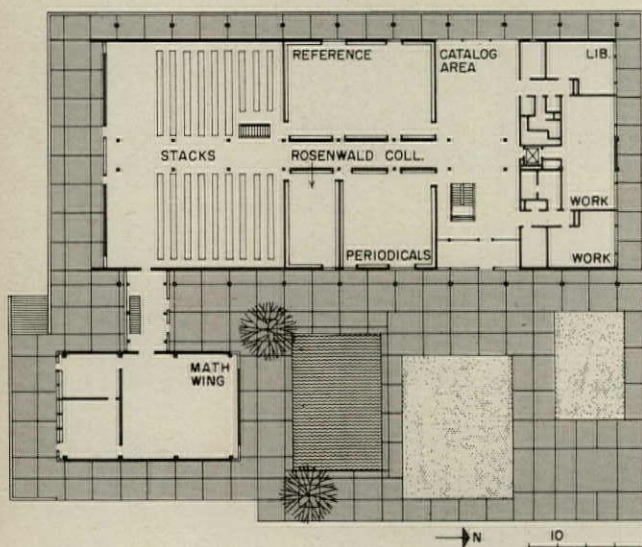 REFERENCE
CATALOG
AREA
LIB.
STACKS
ROSENWALD COLL.
WORK
PERIODICALS
WORK
MATH
WING
N
10